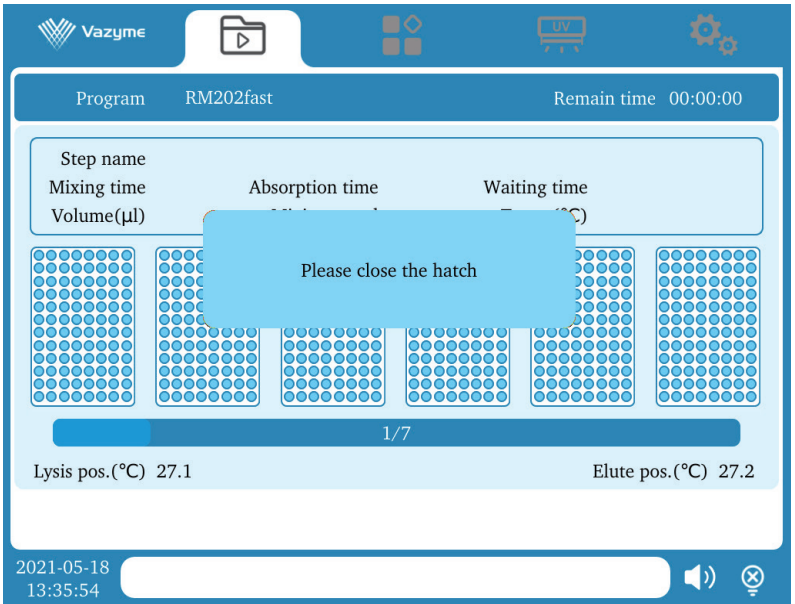 Vazyme
UV
Program RM202fast Remain time 00:00:00
Step name
Mixing time Absorption time Waiting time
Volume(µl)
Please close the hatch
1/7
Lysis pos.(℃) 27.1 Elute pos.(℃) 27.2
2021-05-18
13:35:54